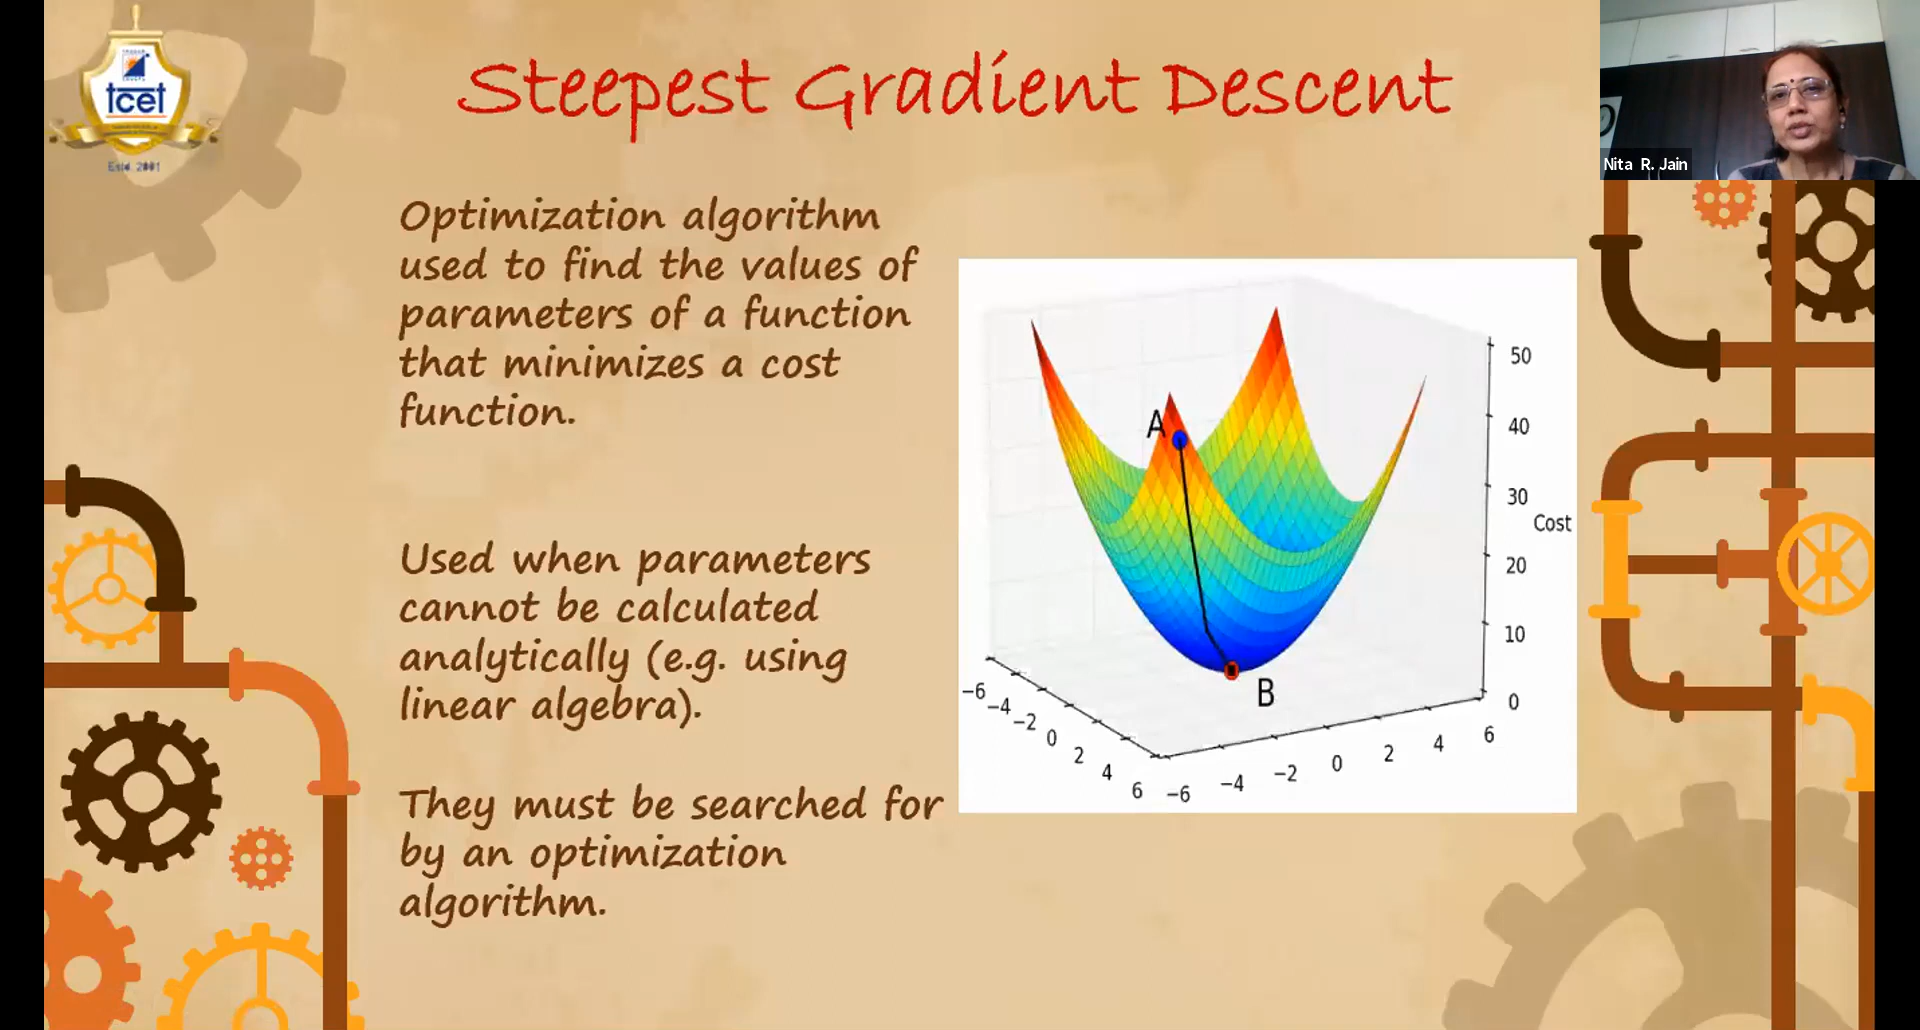 Steepest Gradient Descent
tcet
Estd. 2001
Nita R. Jain
Optimization algorithm
used to find the values of
parameters of a function
that minimizes a cost
function.
Used when parameters
cannot be calculated
analytically (e.g. using
linear algebra).
They must be searched for
by an optimization
algorithm.
A
B
50
40
30
Cost
20
10
0
−6
−4
−2
0
2
4
6
−6
−4
−2
0
2
4
6